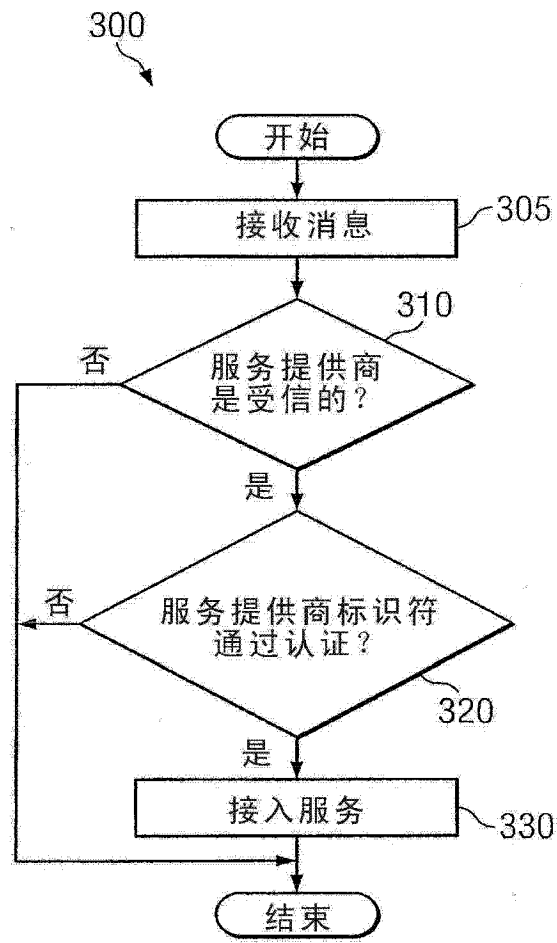 300
开始
接收消息
305
310
否
服务提供商
是受信的?
是
否
服务提供商标识符
通过认证?
320
是
接入服务
330
结束